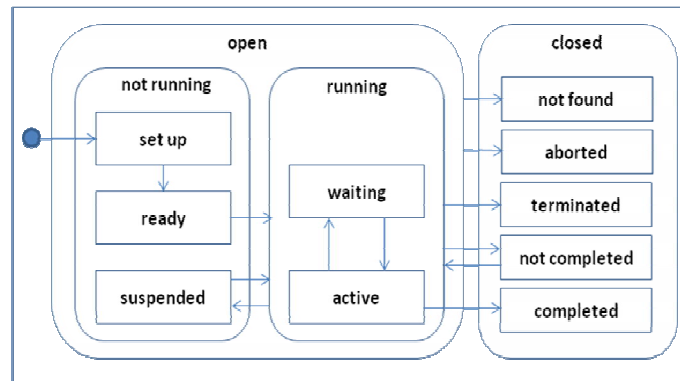 open
closed
not running
running
set up
ready
suspended
waiting
active
not found
aborted
terminated
not completed
completed